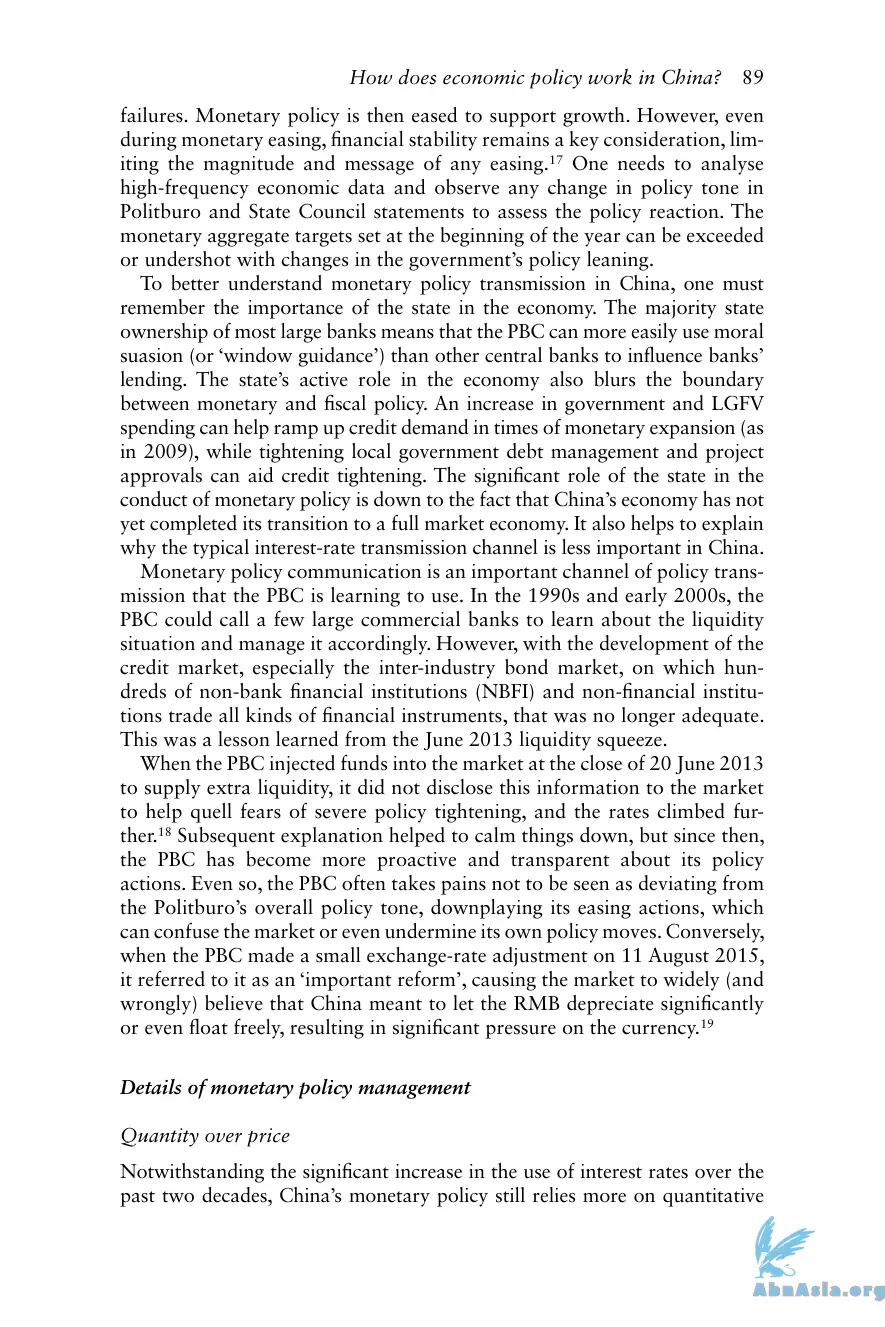 How does economic policy work in China? 89
failures. Monetary policy is then eased to support growth. However, even
during monetary easing, financial stability remains a key consideration, lim-
iting the magnitude and message of any easing.¹⁷ One needs to analyse
high-frequency economic data and observe any change in policy tone in
Politburo and State Council statements to assess the policy reaction. The
monetary aggregate targets set at the beginning of the year can be exceeded
or undershot with changes in the government’s policy leaning.
To better understand monetary policy transmission in China, one must
remember the importance of the state in the economy. The majority state
ownership of most large banks means that the PBC can more easily use moral
suasion (or ‘window guidance’) than other central banks to influence banks’
lending. The state’s active role in the economy also blurs the boundary
between monetary and fiscal policy. An increase in government and LGFV
spending can help ramp up credit demand in times of monetary expansion (as
in 2009), while tightening local government debt management and project
approvals can aid credit tightening. The significant role of the state in the
conduct of monetary policy is down to the fact that China’s economy has not
yet completed its transition to a full market economy. It also helps to explain
why the typical interest-rate transmission channel is less important in China.
Monetary policy communication is an important channel of policy trans-
mission that the PBC is learning to use. In the 1990s and early 2000s, the
PBC could call a few large commercial banks to learn about the liquidity
situation and manage it accordingly. However, with the development of the
credit market, especially the inter-industry bond market, on which hun-
dreds of non-bank financial institutions (NBFI) and non-financial institu-
tions trade all kinds of financial instruments, that was no longer adequate.
This was a lesson learned from the June 2013 liquidity squeeze.
When the PBC injected funds into the market at the close of 20 June 2013
to supply extra liquidity, it did not disclose this information to the market
to help quell fears of severe policy tightening, and the rates climbed fur-
ther.¹⁸ Subsequent explanation helped to calm things down, but since then,
the PBC has become more proactive and transparent about its policy
actions. Even so, the PBC often takes pains not to be seen as deviating from
the Politburo’s overall policy tone, downplaying its easing actions, which
can confuse the market or even undermine its own policy moves. Conversely,
when the PBC made a small exchange-rate adjustment on 11 August 2015,
it referred to it as an ‘important reform’, causing the market to widely (and
wrongly) believe that China meant to let the RMB depreciate significantly
or even float freely, resulting in significant pressure on the currency.¹⁹
Details of monetary policy management
Quantity over price
Notwithstanding the significant increase in the use of interest rates over the
past two decades, China’s monetary policy still relies more on quantitative
AbnAsia.org